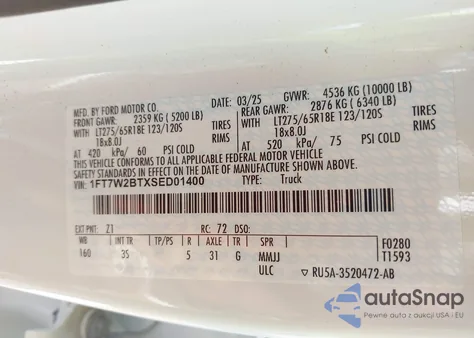 MFD. BY FORD MOTOR CO.
DATE: 03/25 GVWR: 4536 KG (10000 LB)
FRONT GAWR: 2359 KG ( 5200 LB) REAR GAWR: 2876 KG ( 6340 LB)
WITH LT275/65R18E 123/120S TIRES WITH LT275/65R18E 123/120S TIRES
18x8.0J RIMS 18x8.0J RIMS
AT 420 kPa/ 60 PSI COLD AT 520 kPa/ 75 PSI COLD
THIS VEHICLE CONFORMS TO ALL APPLICABLE FEDERAL MOTOR VEHICLE
SAFETY STANDARDS IN EFFECT ON THE DATE OF MANUFACTURE SHOWN ABOVE.
VIN: 1FT7W2BTXSED01400 TYPE: Truck
EXT PNT: Z1 RC: 72 DSO:
WB INT TR TP/PS R AXLE TR SPR F0280
160 3S 5 31 G MMJJ T1593
ULC ▽ RU5A-3520472-AB
autoSnap
Pewne auta z aukcji USA i EU